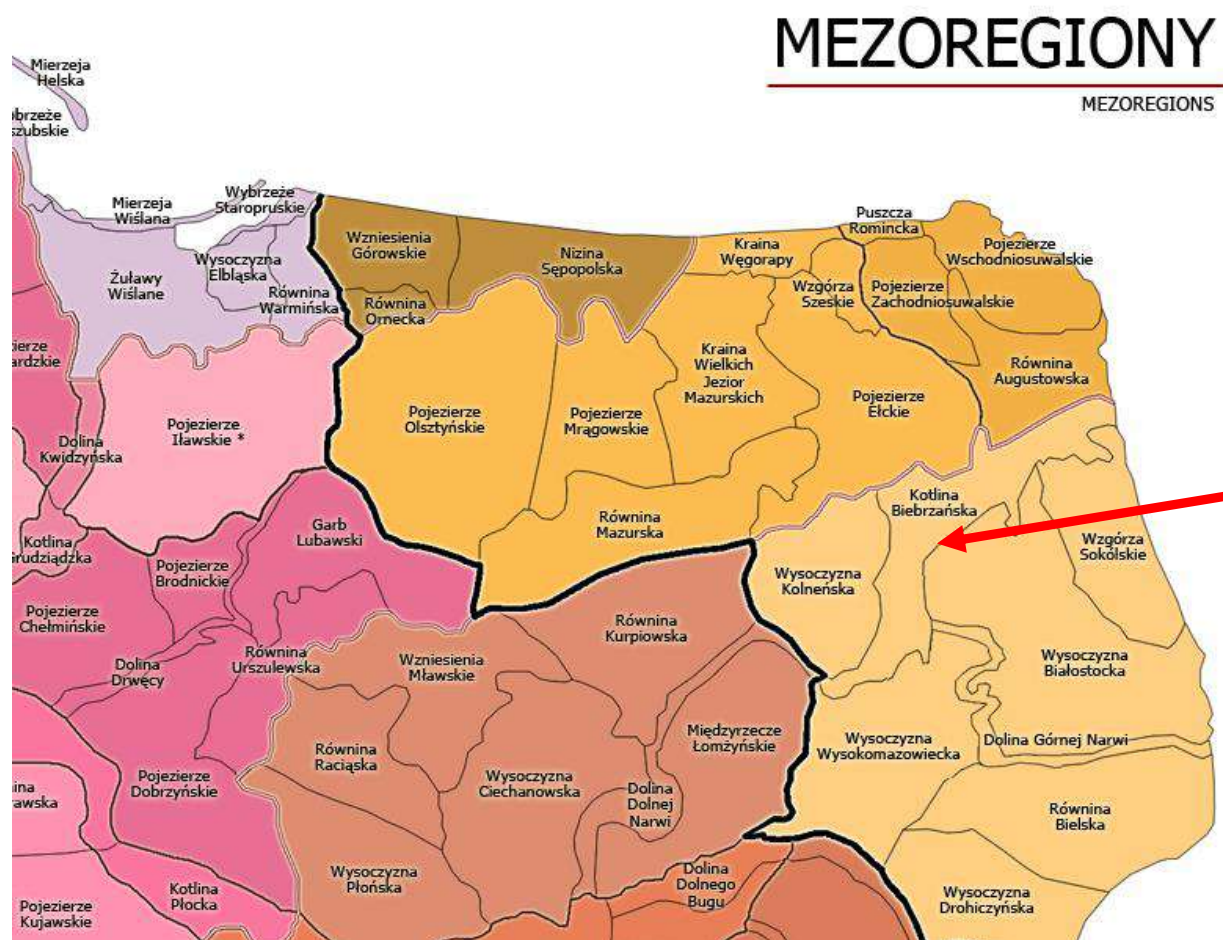 MEZOREGIONY
MEZOREGIONS
Mierzeja
Helska
brzeże
szubskie
Mierzeja
Wiślana
Wybrzeże
Staropruskie
Żuławy
Wiślane
Wysoczyzna
Elbląska
Równina
Warmińska
Wzniesienia
Górowskie
Równina
Ornecka
Nizina
Sępopolska
Kraina
Węgorapy
Puszcza
Romincka
Wzgórza
Szeskie
Pojezierze
Zachodniosuwalskie
Pojezierze
Wschodniosuwalskie
Równina
Augustowska
ierze
ardzkie
Dolina
Kwidzyńska
Pojezierze
Iławskie *
Pojezierze
Olsztyńskie
Pojezierze
Mrągowskie
Kraina
Wielkich
Jezior
Mazurskich
Pojezierze
Ełckie
Równina
Mazurska
Kotlina
Biebrzańska
Wysoczyzna
Kolneńska
Wzgórza
Sokólskie
Kotlina
Grudziądzka
Pojezierze
Brodnickie
Garb
Lubawski
Pojezierze
Chełmińskie
Dolina
Drwęcy
Równina
Urszulewska
Wzniesienia
Mławskie
Równina
Kurpiowska
Wysoczyzna
Białostocka
Międzyrzecze
Łomżyńskie
Wysoczyzna
Wysokomazowiecka
Dolina Górnej Narwi
Równina
Raciąska
Wysoczyzna
Ciechanowska
Dolina
Dolnej
Narwi
Pojezierze
Dobrzyńskie
ina
rawska
Równina
Bielska
Wysoczyzna
Płońska
Dolina
Dolnego
Bugu
Wysoczyzna
Drohiczyńska
Kotlina
Płocka
Pojezierze
Kujawskie